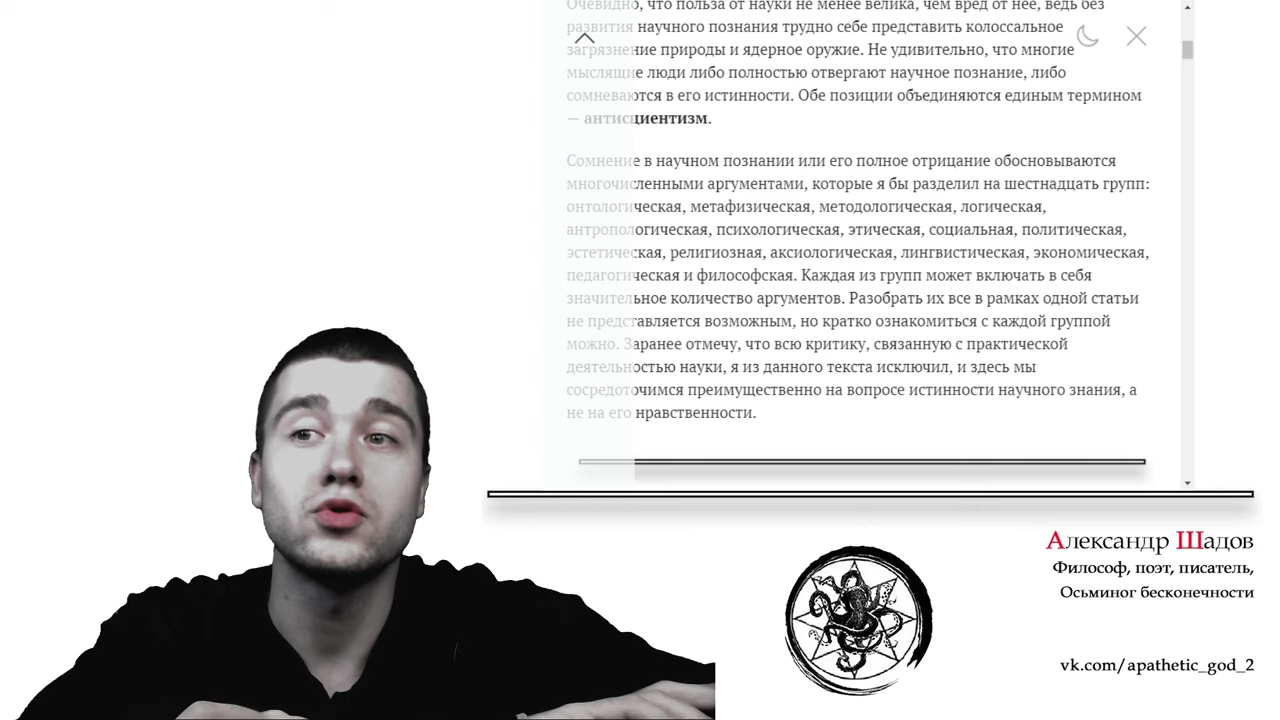 Очевидно, что польза от науки не менее велика, чем вред от нее, ведь без
развития научного познания трудно себе представить колоссальное
загрязнение природы и ядерное оружие. Не удивительно, что многие
мыслящие люди либо полностью отвергают научное познание, либо
сомневаются в его истинности. Обе позиции объединяются единым термином
— антисциентизм.
Сомнение в научном познании или его полное отрицание обосновываются
многочисленными аргументами, которые я бы разделил на шестнадцать групп:
онтологическая, метафизическая, методологическая, логическая,
антропологическая, психологическая, этическая, социальная, политическая,
эстетическая, религиозная, аксиологическая, лингвистическая, экономическая,
педагогическая и философская. Каждая из групп может включать в себя
значительное количество аргументов. Разобрать их все в рамках одной статьи
не представляется возможным, но кратко ознакомиться с каждой группой
можно. Заранее отмечу, что всю критику, связанную с практической
деятельностью науки, я из данного текста исключил, и здесь мы
сосредоточимся преимущественно на вопросе истинности научного знания, а
не на его нравственности.
Александр Шадов
Философ, поэт, писатель,
Осьминог бесконечности
vk.com/apathetic_god_2